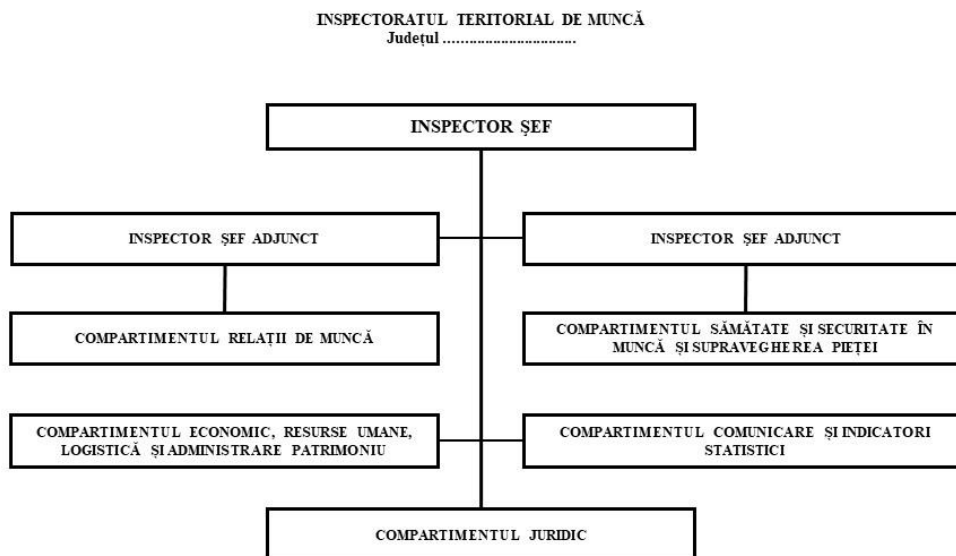 INSPECTORATUL TERITORIAL DE MUNCĂ
Județul ................................
INSPECTOR ȘEF
INSPECTOR ȘEF ADJUNCT
INSPECTOR ȘEF ADJUNCT
COMPARTIMENTUL RELAȚII DE MUNCĂ
COMPARTIMENTUL SĂMĂTATE ȘI SECURITATE ÎN
MUNCĂ ȘI SUPRAVEGHEREA PIEȚEI
COMPARTIMENTUL ECONOMIC, RESURSE UMANE,
LOGISTICĂ ȘI ADMINISTRARE PATRIMONIU
COMPARTIMENTUL COMUNICARE ȘI INDICATORI
STATISTICI
COMPARTIMENTUL JURIDIC